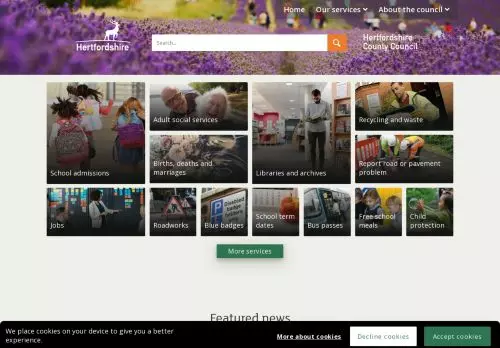 Home Our services About the council
Hertfordshire
Search...
Hertfordshire
County Council
School admissions
Adult social services
Births, deaths and
marriages
Libraries and archives
Recycling and waste
Report road or pavement
problem
Jobs
Roadworks
Blue badges
School term
dates
Bus passes
Free school
meals
Child
protection
More services
Featured news
We place cookies on your device to give you a better
experience.
More about cookies
Decline cookies
Accept cookies